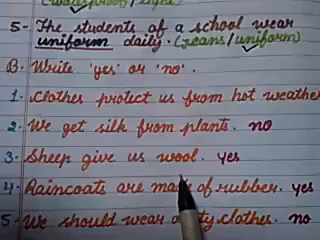 5- The students of a school wear
uniform daily. (Jeans/uniform)
B. Write 'yes' or 'no'.
1. Clothes protect us from hot weather
2. We get silk from plants. no
3. Sheep give us wool. yes
4. Raincoats are made of rubber. yes
5- We should wear dirty clothes. no